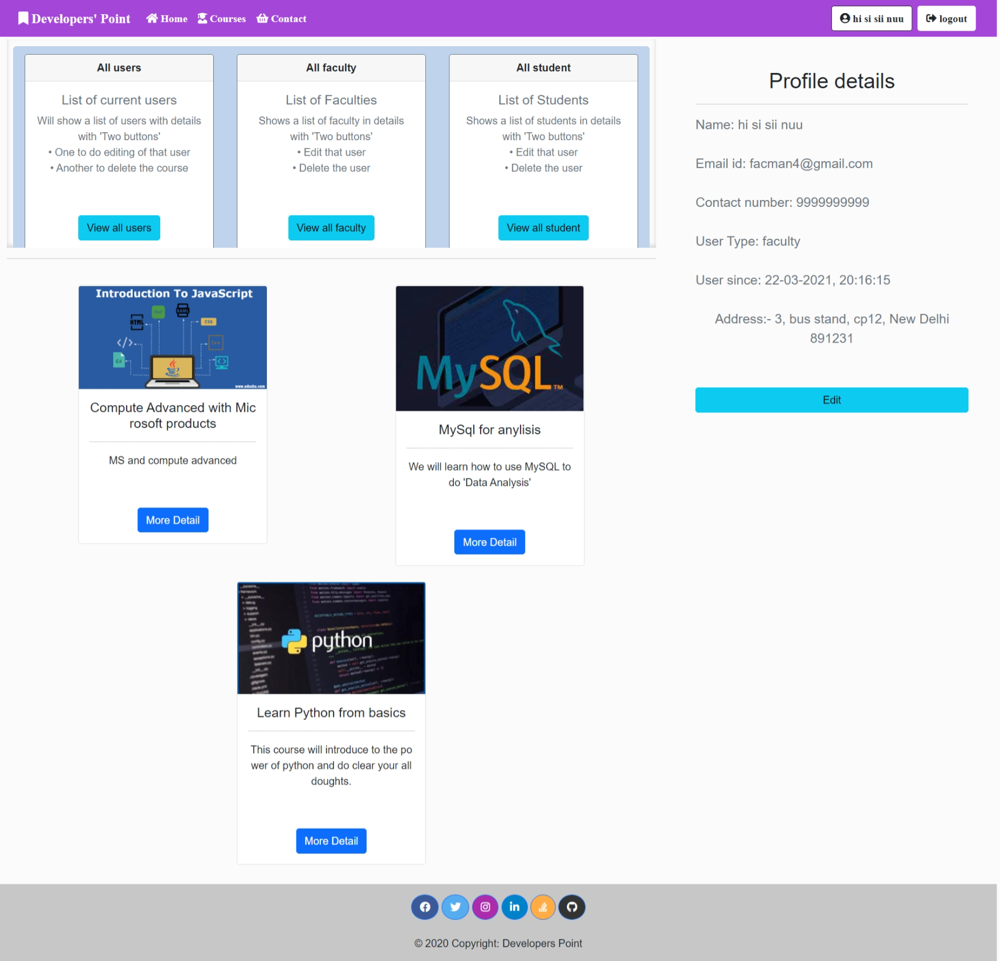 Developers' Point
Home
Courses
Contact
hi si sii nuu
logout
All users
List of current users
Will show a list of users with details
with 'Two buttons'
• One to do editing of that user
• Another to delete the course
View all users
All faculty
List of Faculties
Shows a list of faculty in details
with 'Two buttons'
• Edit that user
• Delete the user
View all faculty
All student
List of Students
Shows a list of students in details
with 'Two buttons'
• Edit that user
• Delete the user
View all student
Profile details
Name: hi si sii nuu
Email id: facman4@gmail.com
Contact number: 9999999999
User Type: faculty
User since: 22-03-2021, 20:16:15
Address:- 3, bus stand, cp12, New Delhi
891231
Edit
Introduction To JavaScript
HTML
PHP
XAML
CSS
</>
C++
C#
www.educba.com
Compute Advanced with Mic
rosoft products
MS and compute advanced
More Detail
MySQL™
MySql for anylisis
We will learn how to use MySQL to
do 'Data Analysis'
More Detail
python
Learn Python from basics
This course will introduce to the po
wer of python and do clear your all
doughts.
More Detail
© 2020 Copyright: Developers Point